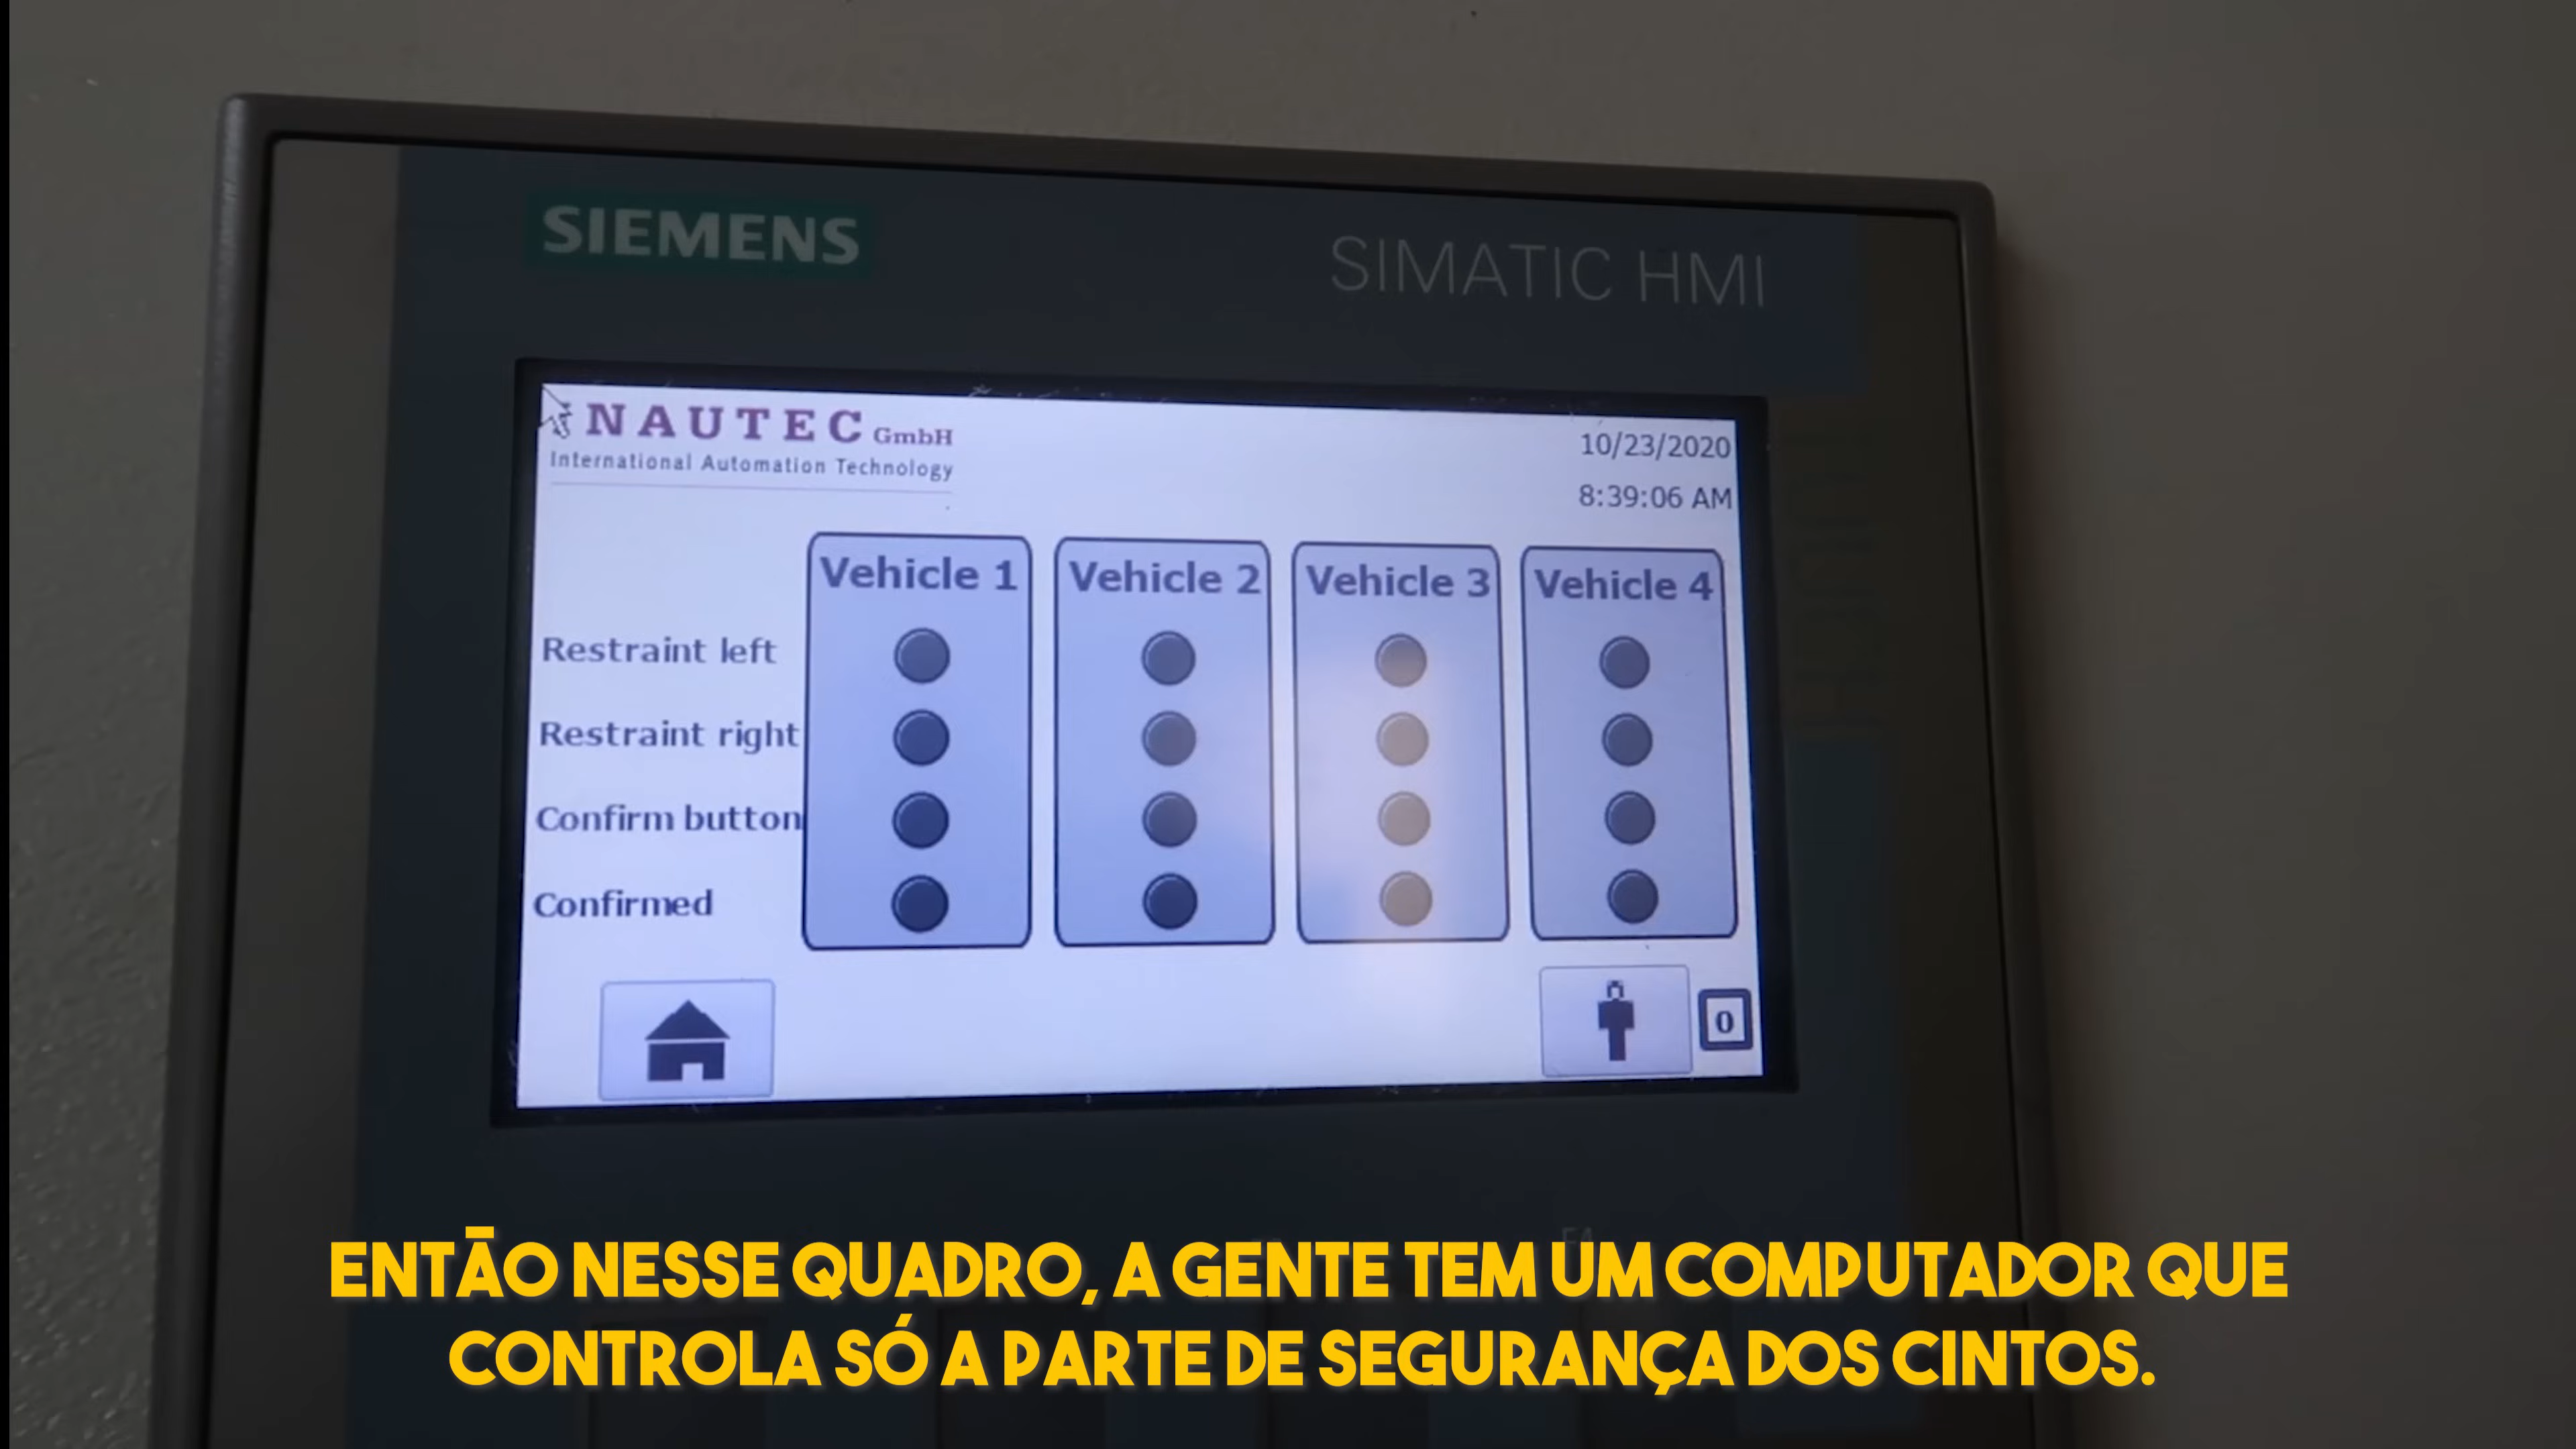 SIEMENS
SIMATIC HMI
NAUTEC GmbH
International Automation Technology
10/23/2020
8:39:06 AM
Vehicle 1 Vehicle 2 Vehicle 3 Vehicle 4
Restraint left
Restraint right
Confirm button
Confirmed
0
F4
ENTÃO NESSE QUADRO, A GENTE TEM UM COMPUTADOR QUE
CONTROLA SÓ A PARTE DE SEGURANÇA DOS CINTOS.